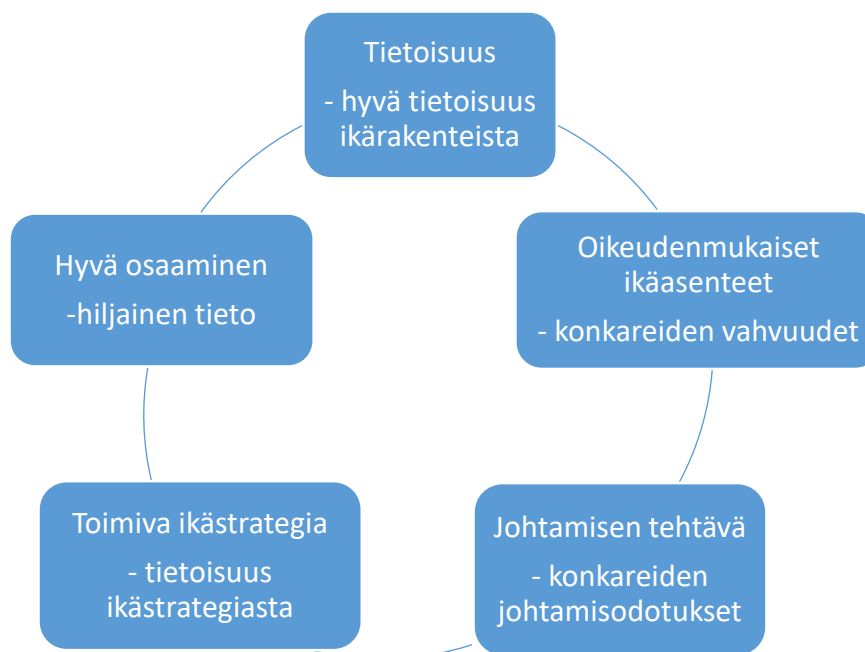 Tietoisuus
- hyvä tietoisuus
ikärakenteista
Oikeudenmukaiset
ikäasenteet
- konkareiden vahvuudet
Johtamisen tehtävä
- konkareiden
johtamisodotukset
Toimiva ikästrategia
- tietoisuus
ikästrategiasta
Hyvä osaaminen
-hiljainen tieto